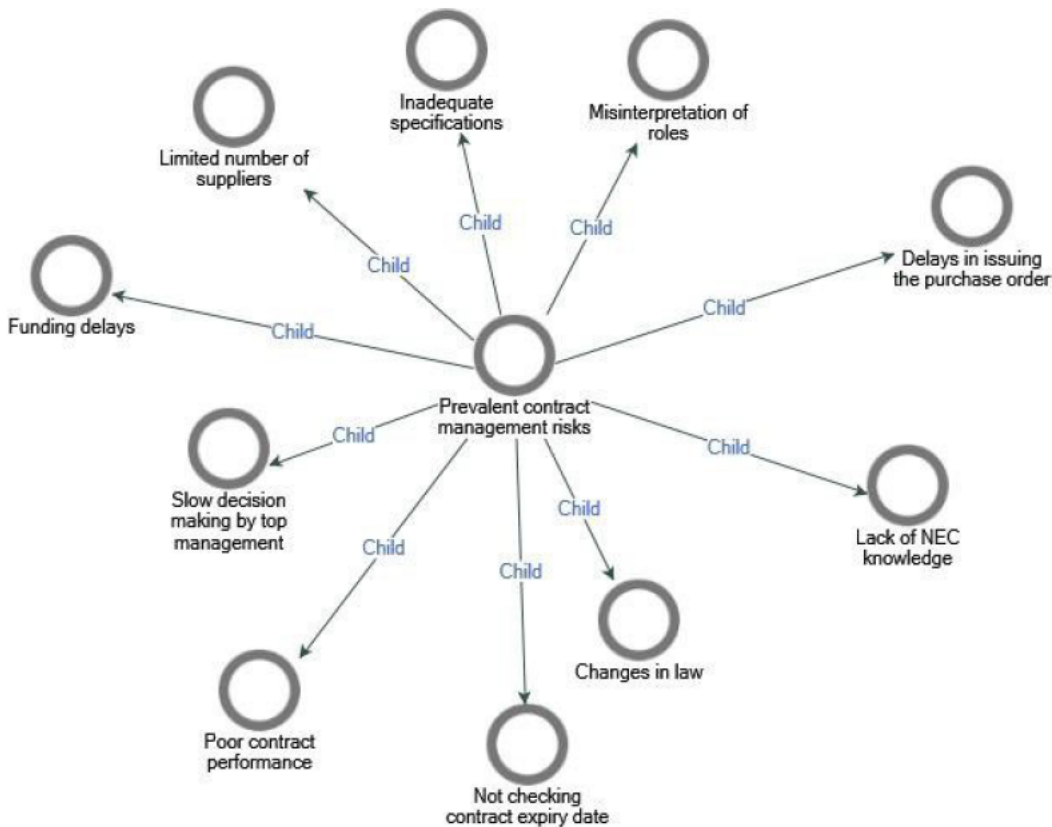 Inadequate
specifications
Misinterpretation of
roles
Limited number of
suppliers
Delays in issuing
the purchase order
Child
Child
Child
Child
Funding delays
Child
Prevalent contract
management risks
Child
Child
Slow decision
making by top
management
Child
Lack of NEC
knowledge
Child
Child
Changes in law
Poor contract
performance
Not checking
contract expiry date